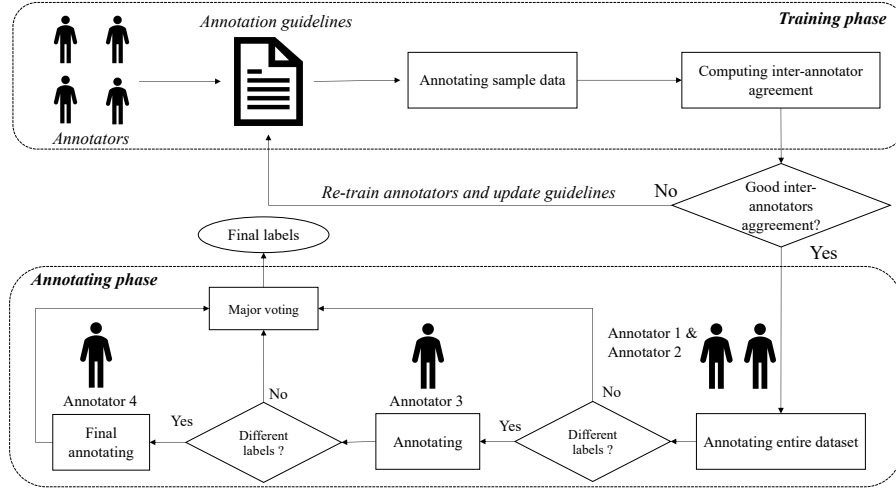 Annotation guidelines
Training phase
Annotators
Annotating sample data
Computing inter-annotator
agreement
Re-train annotators and update guidelines
No
Good inter-
annotators
aggreement?
Yes
Final labels
Annotating phase
Major voting
Annotator 1 &
Annotator 2
Annotator 4
No
Annotator 3
No
Yes
Yes
Final
annotating
Different
labels ?
Annotating
Different
labels ?
Annotating entire dataset